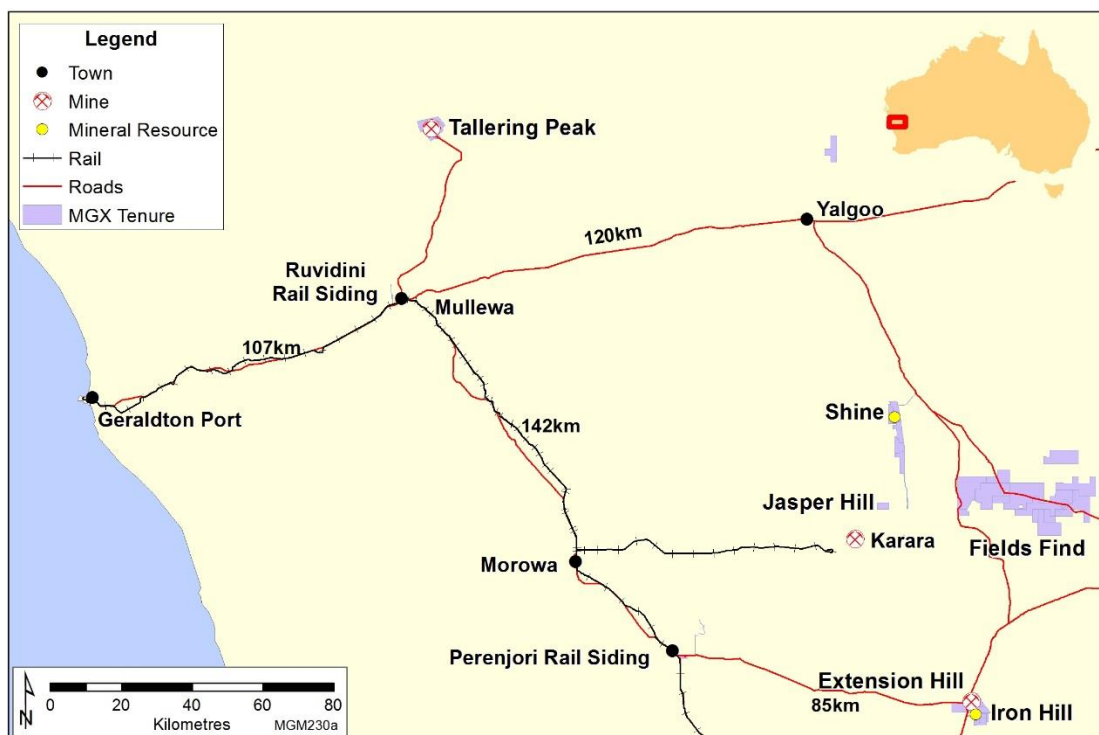 Legend
Town
Mine
Mineral Resource
Rail
Roads
MGX Tenure
Tallering Peak
Yalgoo
120km
Ruvidini
Rail Siding
Mullewa
107km
Geraldton Port
142km
Shine
Jasper Hill
Karara
Fields Find
Morowa
Perenjori Rail Siding
Extension Hill
85km
Iron Hill
N
0 20 40 60 80
Kilometres
MGM230a